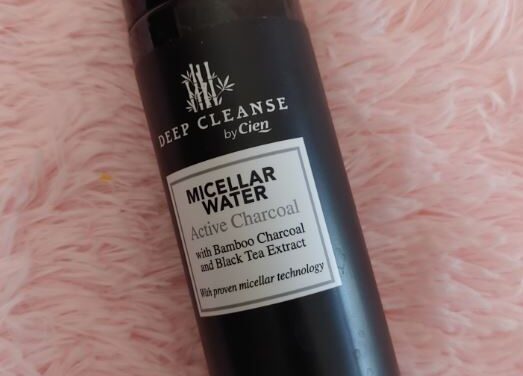 DEEP CLEANSE
by Cien
MICELLAR
WATER
Active Charcoal
with Bamboo Charcoal
and Black Tea Extract
With proven micellar technology